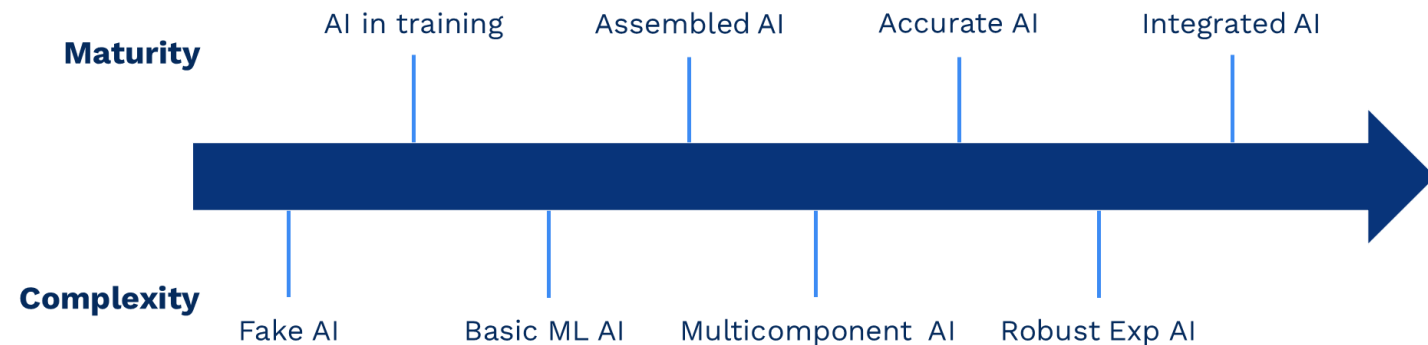 AI in training
Assembled AI
Accurate AI
Integrated AI
Maturity
Complexity
Fake AI
Basic ML AI
Multicomponent AI
Robust Exp AI